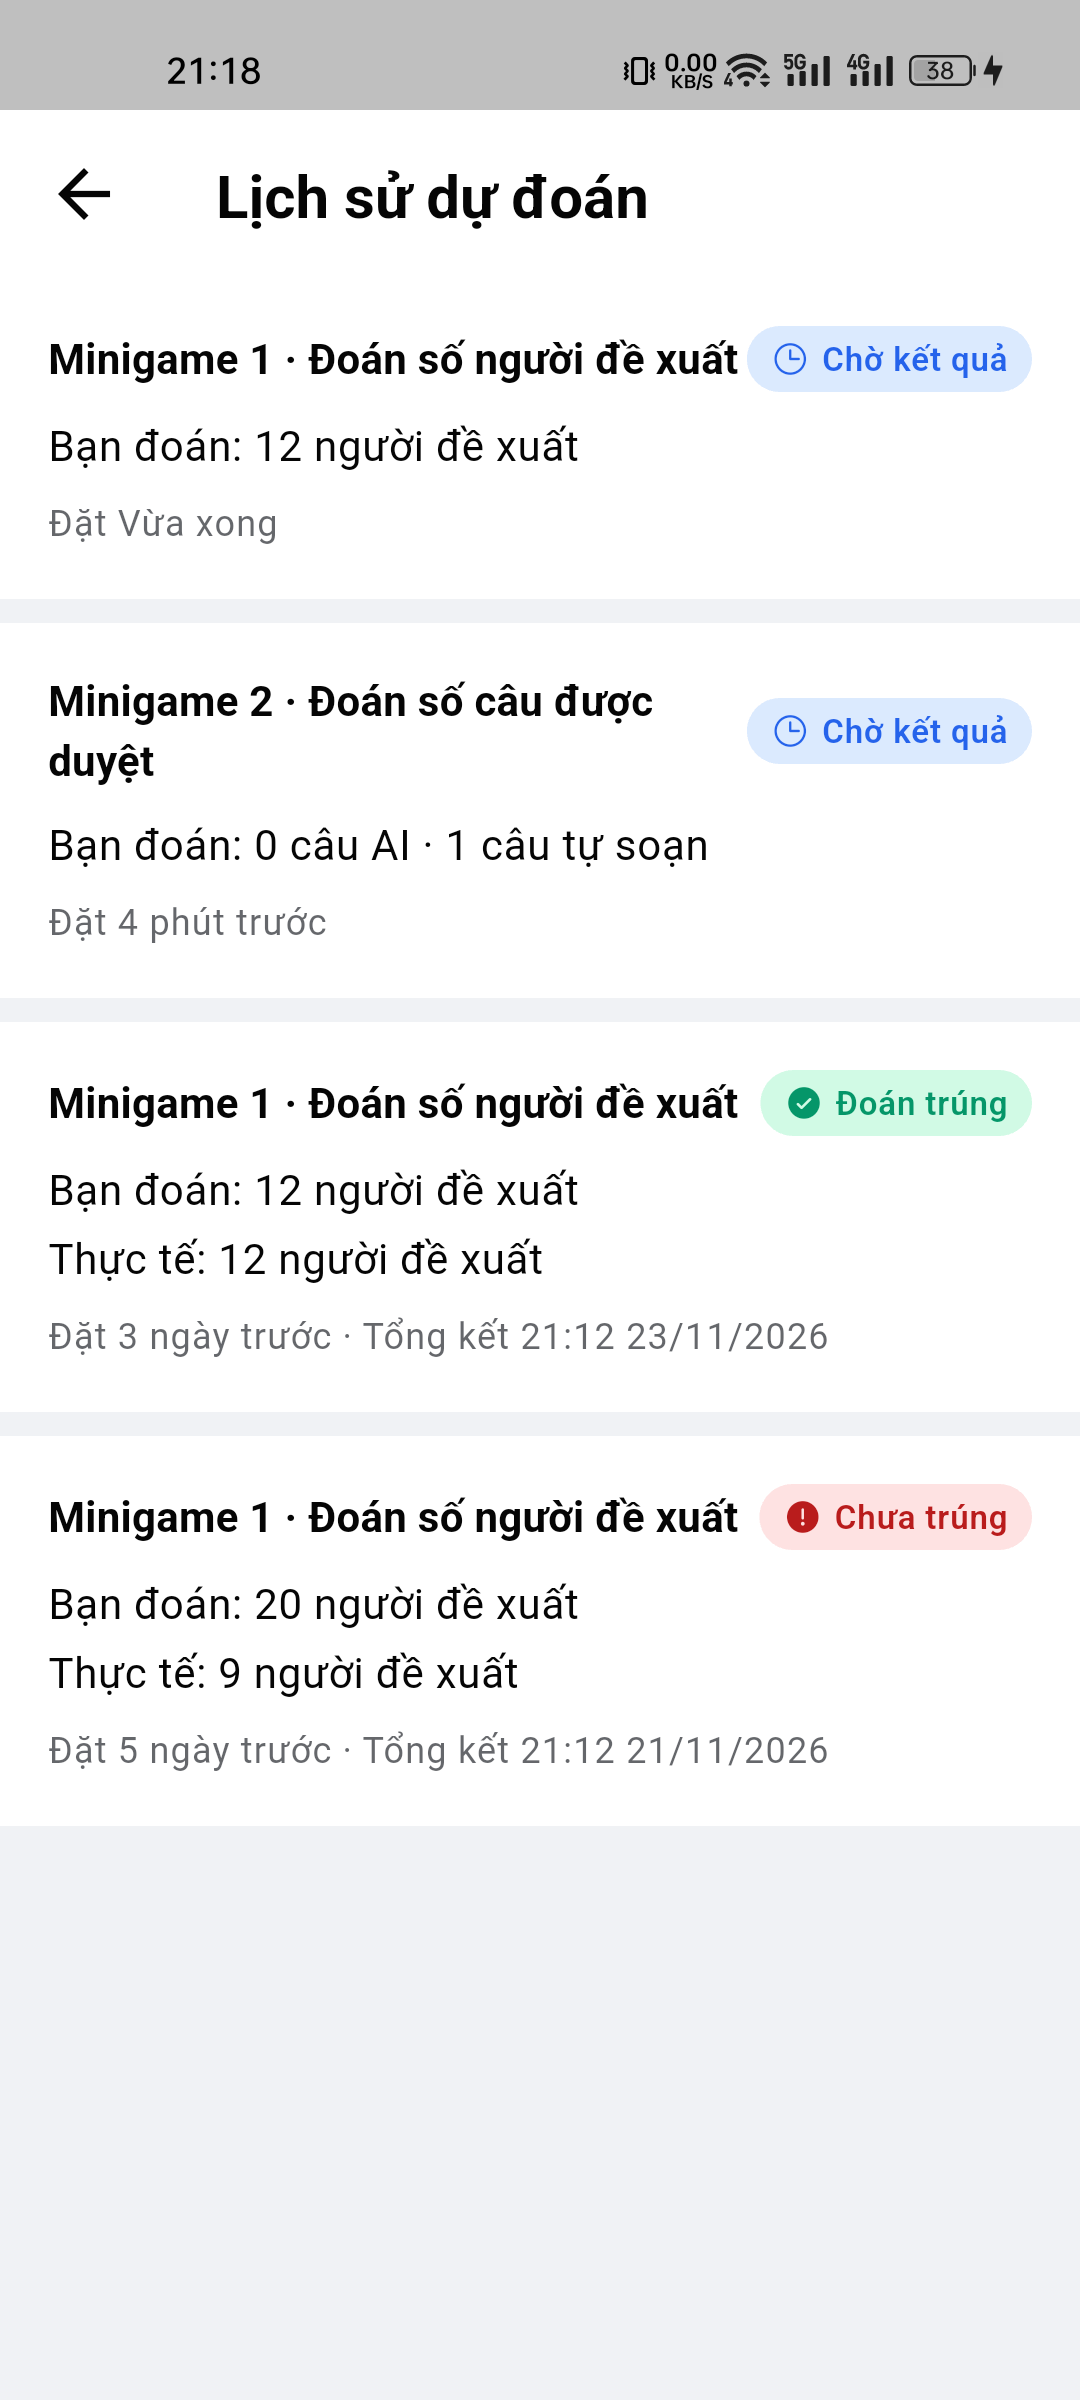 21:18
0.00
KB/S
4
5G
4G
38
Lịch sử dự đoán
Minigame 1 · Đoán số người đề xuất
Chờ kết quả
Bạn đoán: 12 người đề xuất
Đặt Vừa xong
Minigame 2 · Đoán số câu được
duyệt
Chờ kết quả
Bạn đoán: 0 câu AI · 1 câu tự soạn
Đặt 4 phút trước
Minigame 1 · Đoán số người đề xuất
Đoán trúng
Bạn đoán: 12 người đề xuất
Thực tế: 12 người đề xuất
Đặt 3 ngày trước · Tổng kết 21:12 23/11/2026
Minigame 1 · Đoán số người đề xuất
Chưa trúng
Bạn đoán: 20 người đề xuất
Thực tế: 9 người đề xuất
Đặt 5 ngày trước · Tổng kết 21:12 21/11/2026